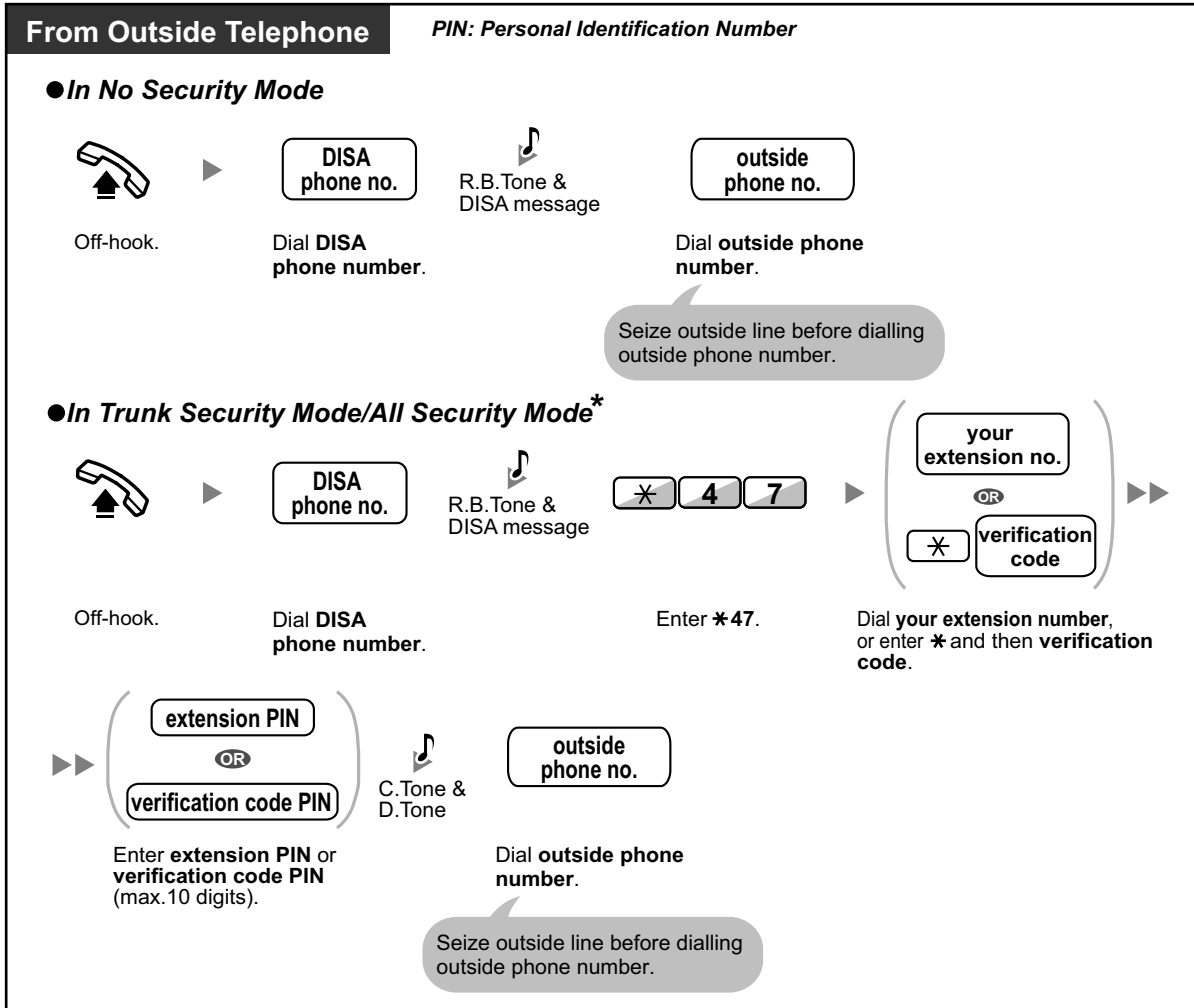 From Outside Telephone
PIN: Personal Identification Number
●In No Security Mode
DISA
phone no.
R.B.Tone &
DISA message
outside
phone no.
Off-hook.
Dial DISA
phone number.
Dial outside phone
number.
Seize outside line before dialling
outside phone number.
●In Trunk Security Mode/All Security Mode*
DISA
phone no.
R.B.Tone &
DISA message
* 4 7
your
extension no.
OR
* verification
code
Off-hook.
Dial DISA
phone number.
Enter *47.
Dial your extension number,
or enter * and then verification
code.
extension PIN
OR
verification code PIN
C.Tone &
D.Tone
outside
phone no.
Enter extension PIN or
verification code PIN
(max.10 digits).
Dial outside phone
number.
Seize outside line before dialling
outside phone number.